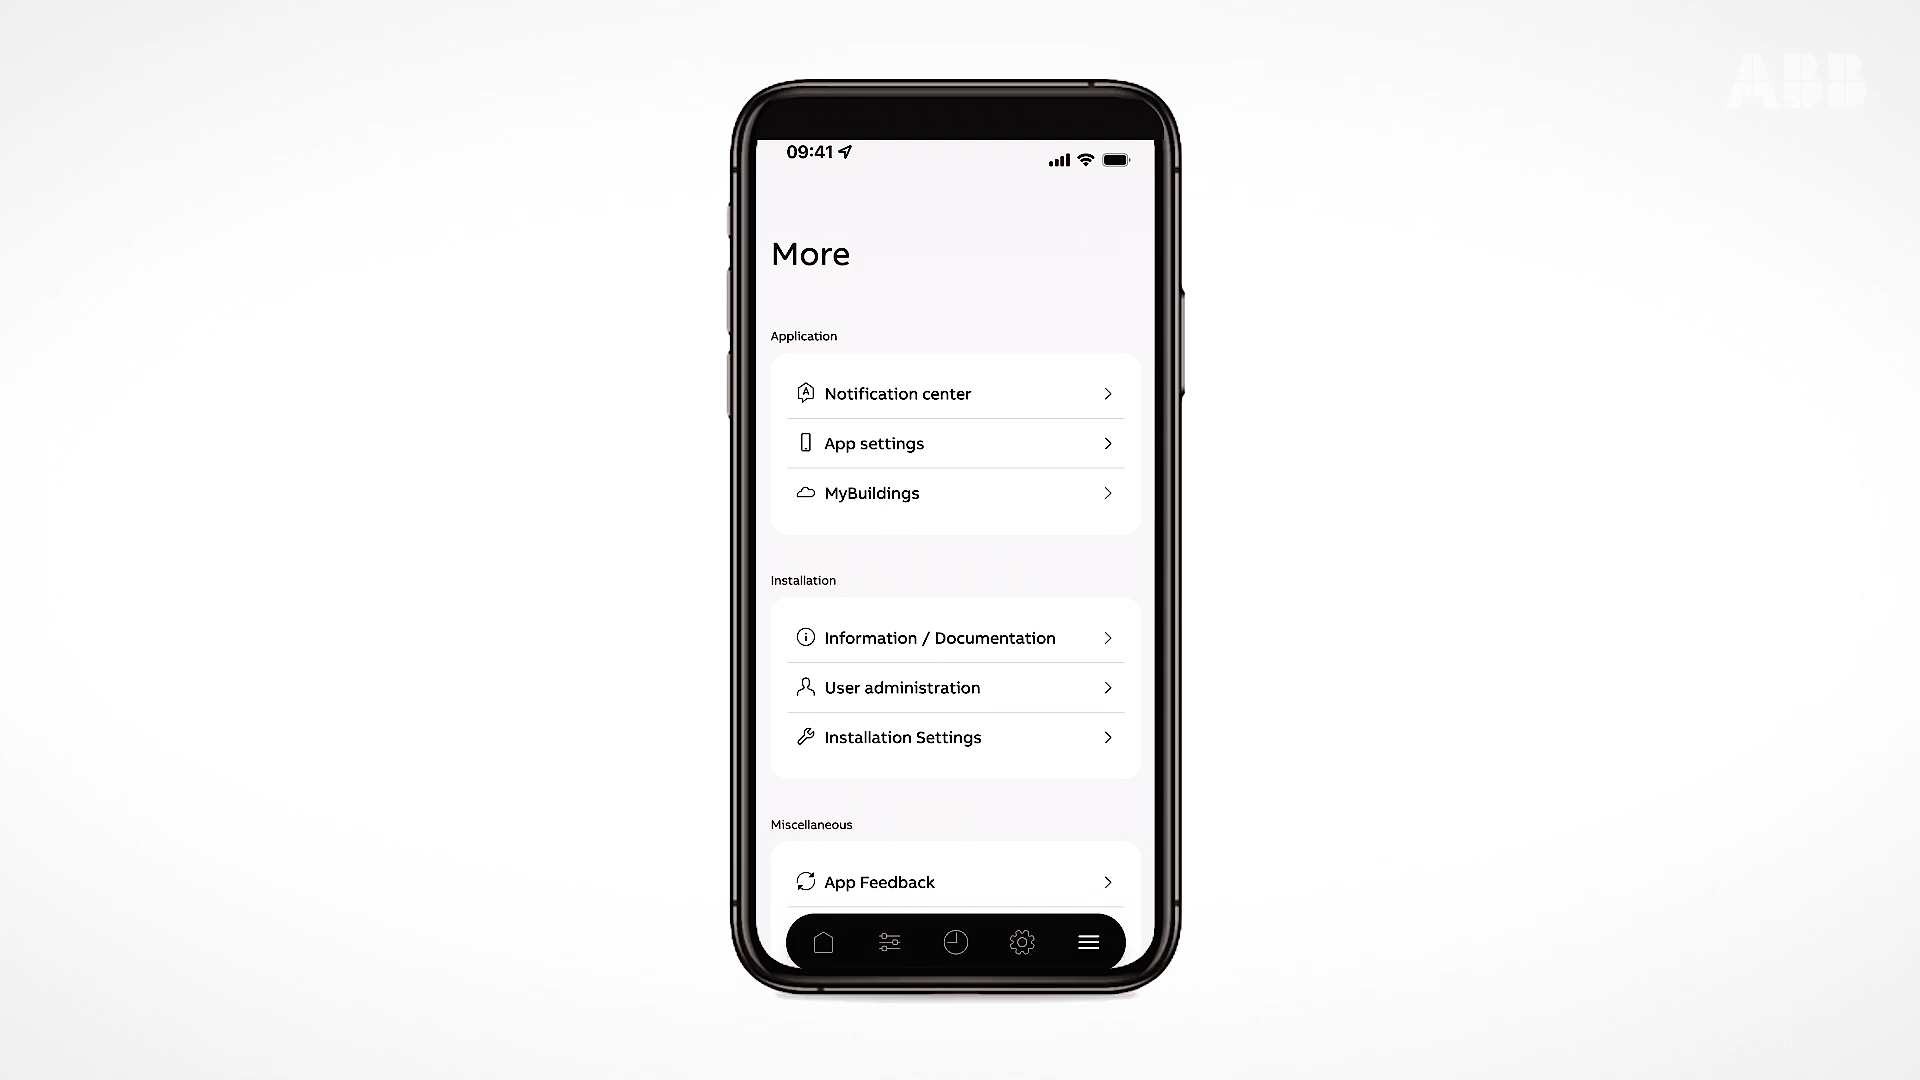 ABB
09:41
More
Application
Notification center
App settings
MyBuildings
Installation
Information / Documentation
User administration
Installation Settings
Miscellaneous
App Feedback